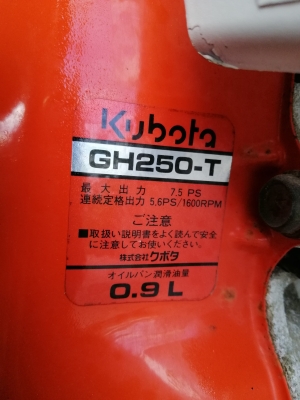 Kubota
GH250-T
最大出力 7.5 PS
連続定格出力 5.6PS/1600RPM
ご注意
■取扱い説明書をよく読んで安全
に注意してお使いください。
株式会社クボタ
オイルパン潤滑油量
0.9 L